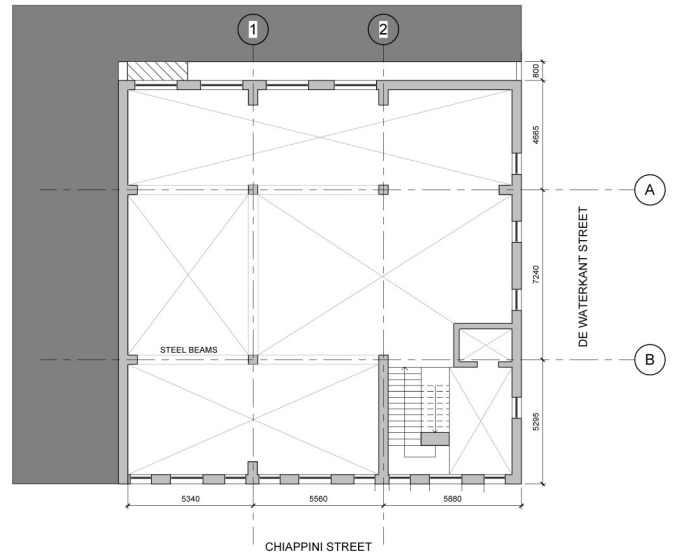 1
2
800
4665
A
7240
DE WATERKANT STREET
STEEL BEAMS
B
5295
5340
5560
5880
CHIAPPINI STREET